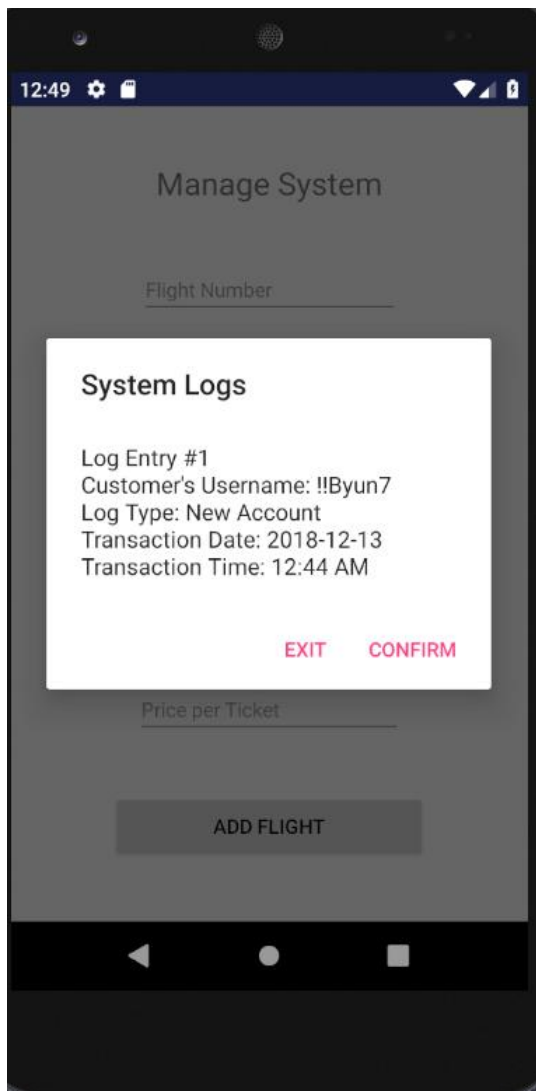 12:49
Manage System
Flight Number
System Logs
Log Entry #1
Customer's Username: !!Byun7
Log Type: New Account
Transaction Date: 2018-12-13
Transaction Time: 12:44 AM
EXIT CONFIRM
Price per Ticket
ADD FLIGHT